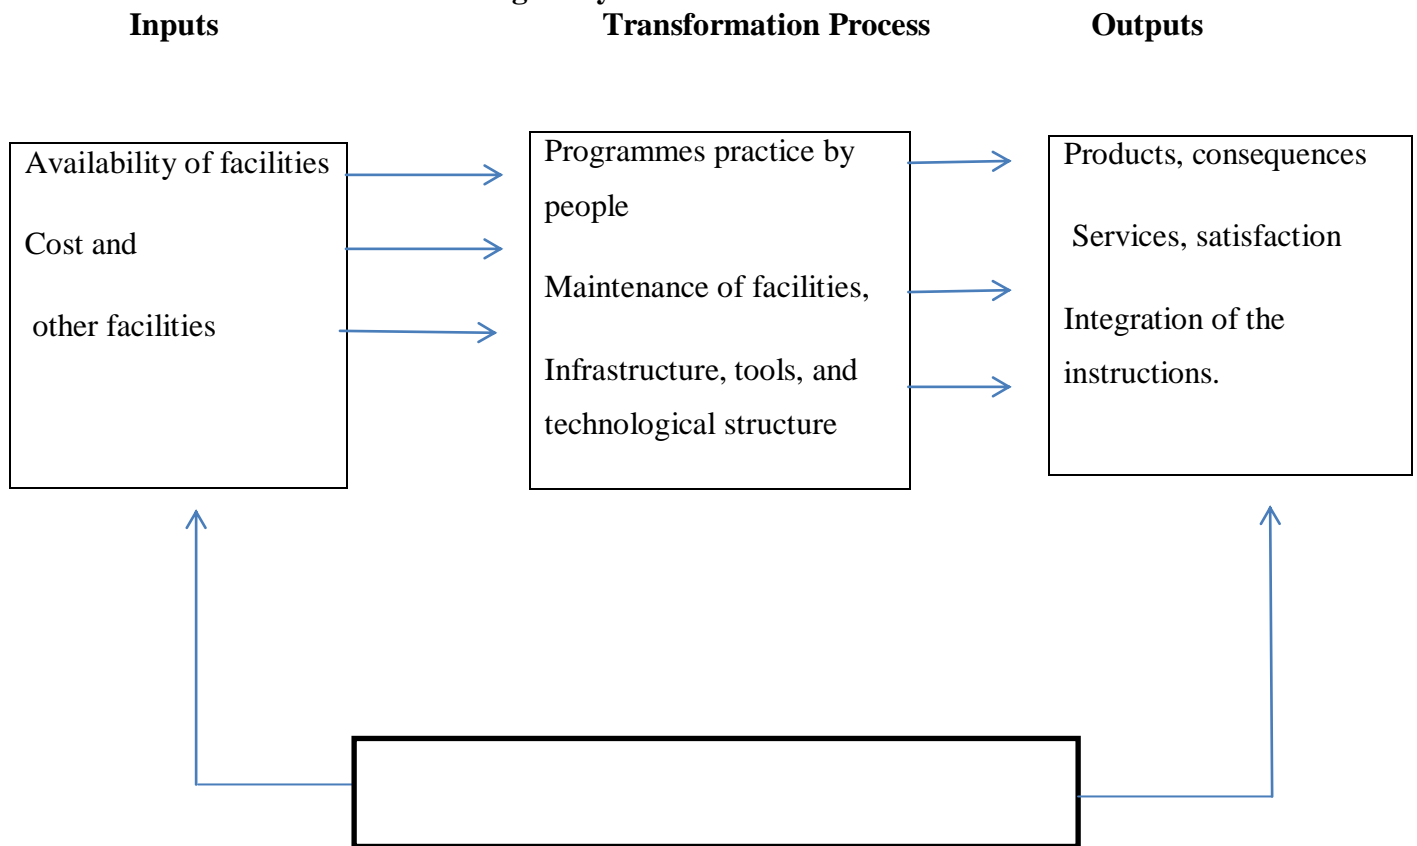 Inputs Transformation Process Outputs
Availability of facilities
Cost and
other facilities
Programmes practice by
people
Maintenance of facilities,
Infrastructure, tools, and
technological structure
Products, consequences
Services, satisfaction
Integration of the
instructions.